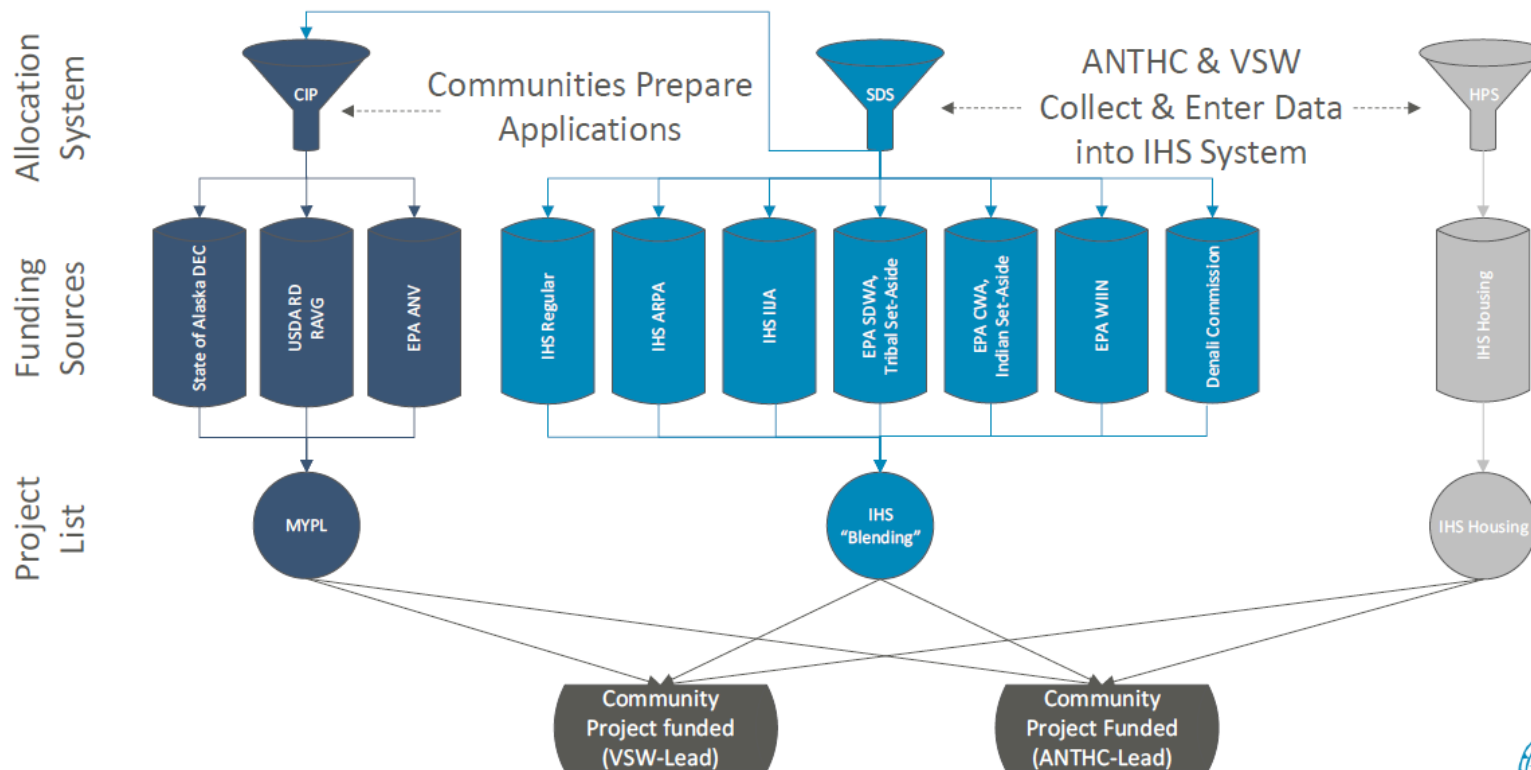 Allocation
System
CIP
Communities Prepare
Applications
SDS
ANTHC & VSW
Collect & Enter Data
into IHS System
HPS
Funding
Sources
State of Alaska DEC
USDA RD
RAVG
EPA ANV
IHS Regular
IHS ARPA
IHS IIJA
EPA SDWA,
Tribal Set-Aside
EPA CWA,
Indian Set-Aside
EPA WIIN
Denali Commission
IHS Housing
Project
List
MYPL
IHS
“Blending”
IHS Housing
Community
Project funded
(VSW-Lead)
Community
Project Funded
(ANTHC-Lead)